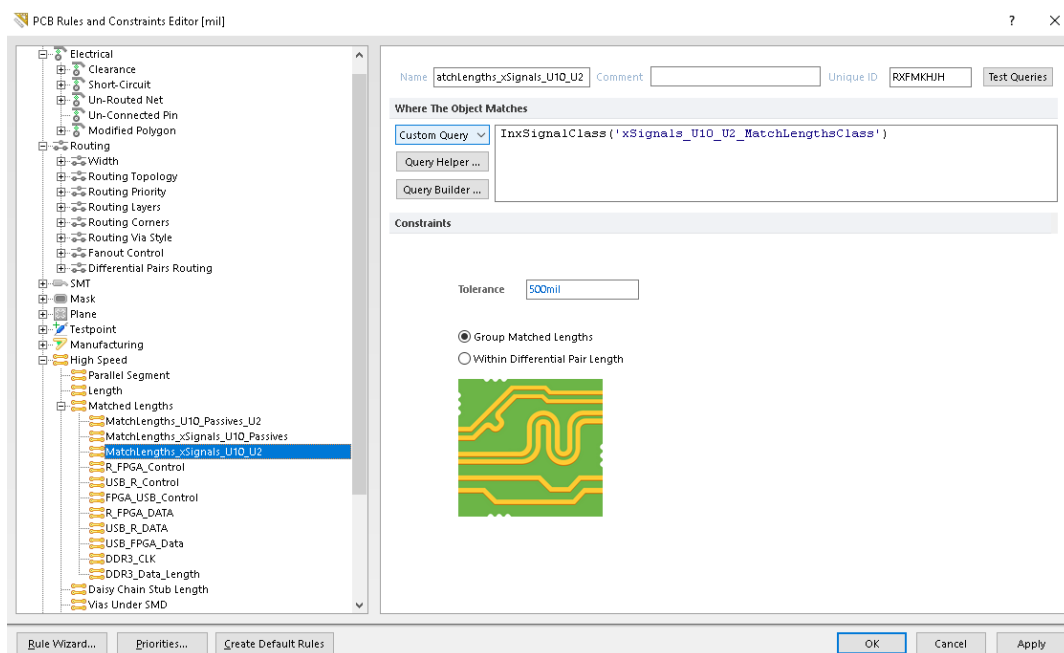 PCB Rules and Constraints Editor [mil]
?
Electrical
Clearance
Short-Circuit
Un-Routed Net
Un-Connected Pin
Modified Polygon
Routing
Width
Routing Topology
Routing Priority
Routing Layers
Routing Corners
Routing Via Style
Fanout Control
Differential Pairs Routing
SMT
Mask
Plane
Testpoint
Manufacturing
High Speed
Parallel Segment
Length
Matched Lengths
MatchLengths_U10_Passives_U2
MatchLengths_xSignals_U10_Passives
MatchLengths_xSignals_U10_U2
R_FPGA_Control
USB_R_Control
FPGA_USB_Control
R_FPGA_DATA
USB_R_DATA
USB_FPGA_Data
DDR3_CLK
DDR3_Data_Length
Daisy Chain Stub Length
Vias Under SMD
Name atchLengths_xSignals_U10_U2 Comment Unique ID RXFMKHJH Test Queries
Where The Object Matches
Custom Query InxSignalClass('xSignals_U10_U2_MatchLengthsClass')
Query Helper ...
Query Builder ...
Constraints
Tolerance 500mil
Group Matched Lengths
Within Differential Pair Length
Rule Wizard... Priorities... Create Default Rules OK Cancel Apply